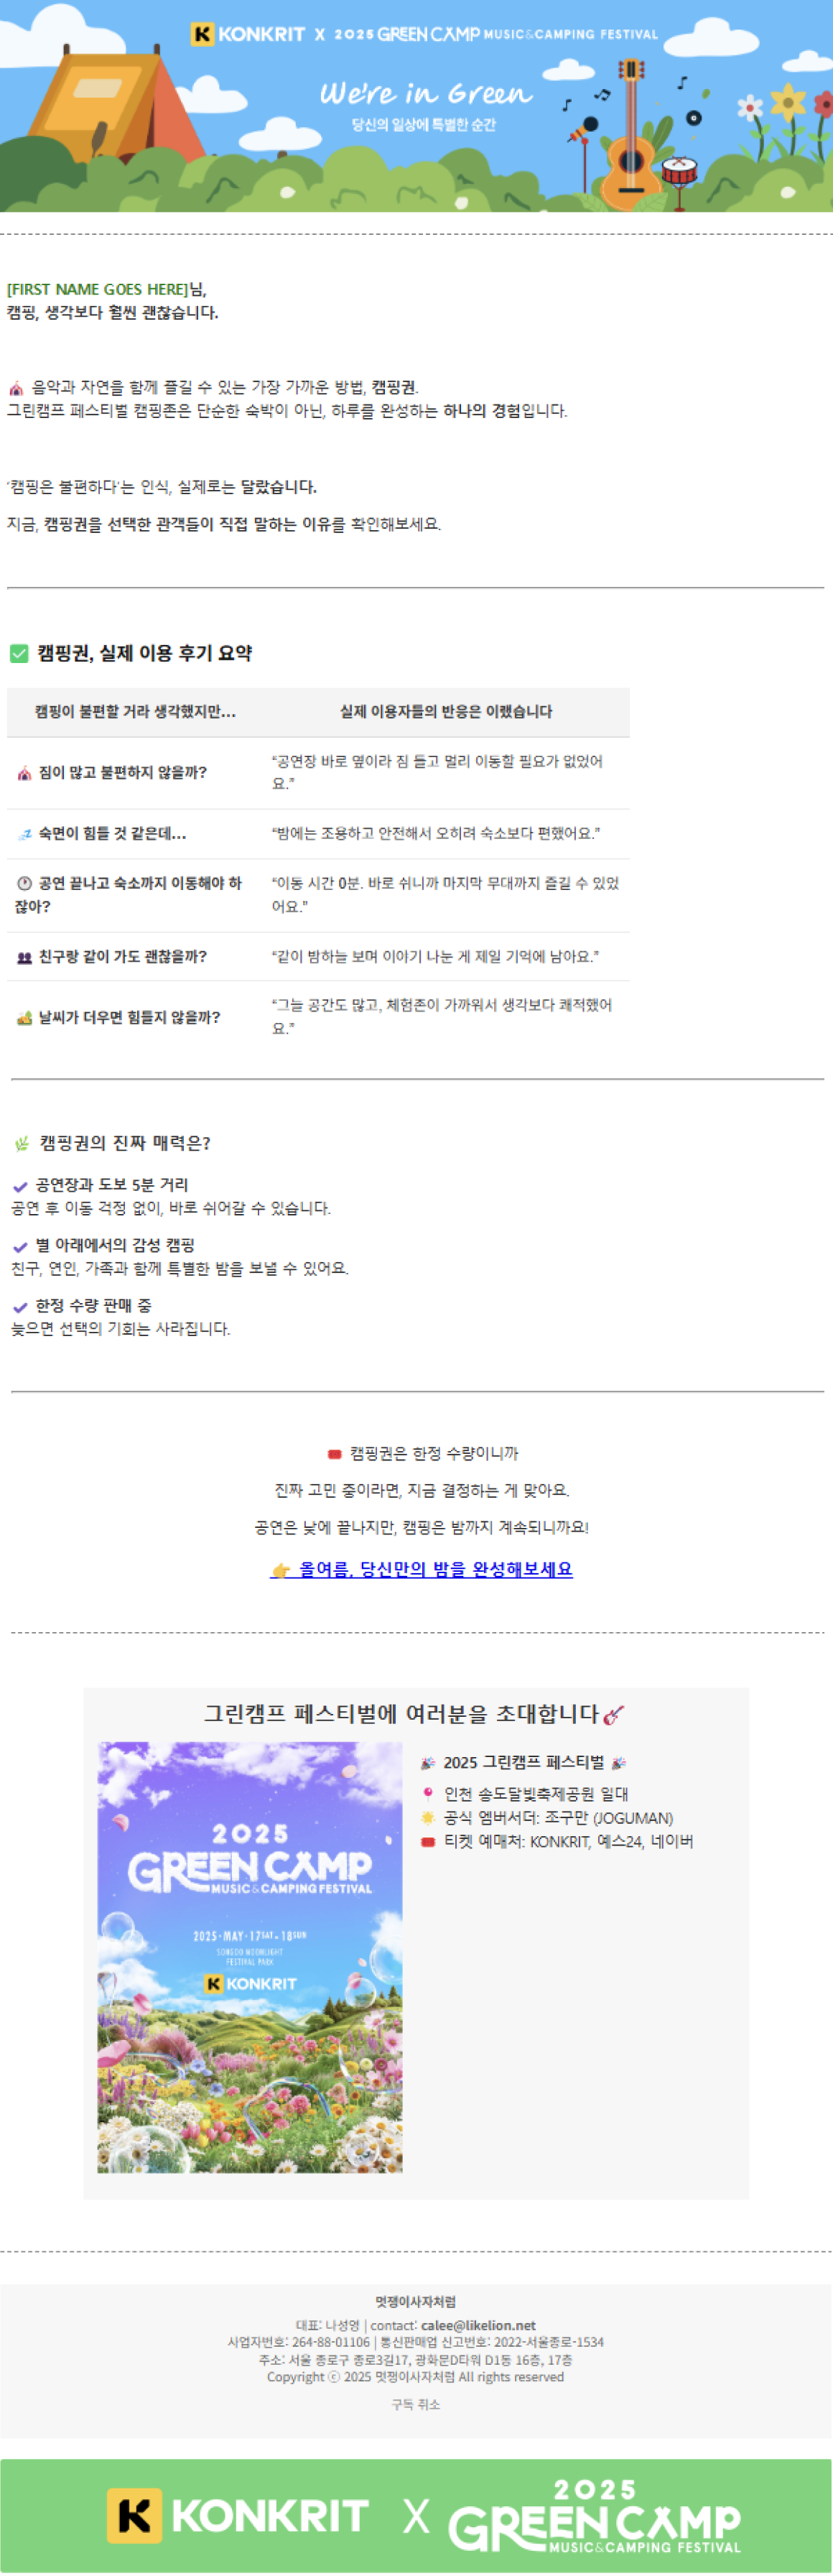 KONKRIT X 2025 GREEN CAMP MUSIC&CAMPING FESTIVAL
We're in Green
당신의 일상에 특별한 순간
[FIRST NAME GOES HERE]님,
캠핑, 생각보다 훨씬 괜찮습니다.
🎪 음악과 자연을 함께 즐길 수 있는 가장 가까운 방법, 캠핑권.
그린캠프 페스티벌 캠핑존은 단순한 숙박이 아닌, 하루를 완성하는 하나의 경험입니다.
‘캠핑은 불편하다’는 인식, 실제로는 달랐습니다.
지금, 캠핑권을 선택한 관객들이 직접 말하는 이유를 확인해보세요.
✅ 캠핑권, 실제 이용 후기 요약
캠핑이 불편할 거라 생각했지만… 실제 이용자들의 반응은 이랬습니다
🎪 짐이 많고 불편하지 않을까? “공연장 바로 옆이라 짐 들고 멀리 이동할 필요가 없었어
요.”
💤 숙면이 힘들 것 같은데… “밤에는 조용하고 안전해서 오히려 숙소보다 편했어요.”
🕐 공연 끝나고 숙소까지 이동해야 하
잖아? “이동 시간 0분. 바로 쉬니까 마지막 무대까지 즐길 수 있었
어요.”
👥 친구랑 같이 가도 괜찮을까? “같이 밤하늘 보며 이야기 나눈 게 제일 기억에 남아요.”
🏕️ 날씨가 더우면 힘들지 않을까? “그늘 공간도 많고, 체험존이 가까워서 생각보다 쾌적했어
요.”
🌿 캠핑권의 진짜 매력은?
✔️ 공연장과 도보 5분 거리
공연 후 이동 걱정 없이, 바로 쉬어갈 수 있습니다.
✔️ 별 아래에서의 감성 캠핑
친구, 연인, 가족과 함께 특별한 밤을 보낼 수 있어요.
✔️ 한정 수량 판매 중
늦으면 선택의 기회는 사라집니다.
🎟️ 캠핑권은 한정 수량이니까
진짜 고민 중이라면, 지금 결정하는 게 맞아요.
공연은 낮에 끝나지만, 캠핑은 밤까지 계속되니까요!
👉 올여름, 당신만의 밤을 완성해보세요
그린캠프 페스티벌에 여러분을 초대합니다🎸
2025
GREEN CAMP
MUSIC&CAMPING FESTIVAL
2025·MAY·17SAT-18SUN
SONGDO MOONLIGHT
FESTIVAL PARK
KONKRIT
🎉 2025 그린캠프 페스티벌 🎉
📍 인천 송도달빛축제공원 일대
🌟 공식 엠버서더: 조구만 (JOGUMAN)
🎟️ 티켓 예매처: KONKRIT, 예스24, 네이버
멋쟁이사자처럼
대표: 나성영 | contact: calee@likelion.net
사업자번호: 264-88-01106 | 통신판매업 신고번호: 2022-서울종로-1534
주소: 서울 종로구 종로3길17, 광화문D타워 D1동 16층, 17층
Copyright ⓒ 2025 멋쟁이사자처럼 All rights reserved
구독 취소
KONKRIT X 2025 GREEN CAMP MUSIC&CAMPING FESTIVAL